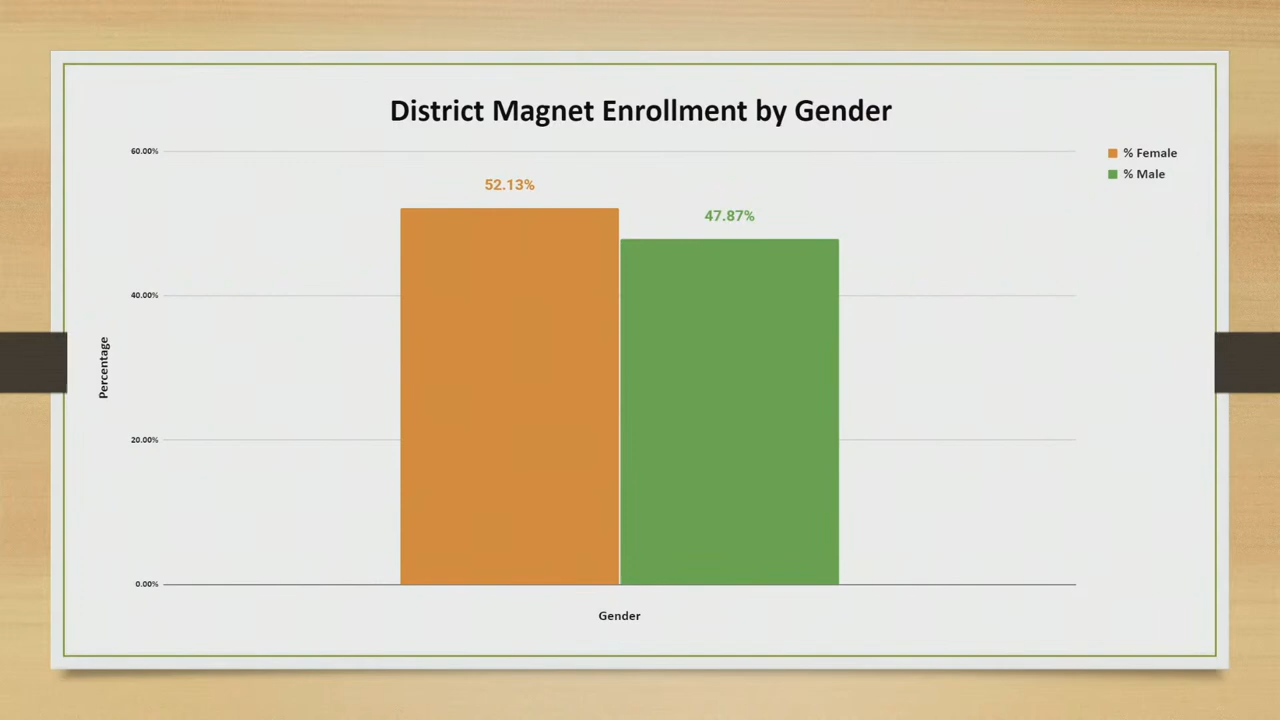 District Magnet Enrollment by Gender
60.00%
% Female
% Male
52.13%
47.87%
40.00%
Percentage
20.00%
0.00%
Gender